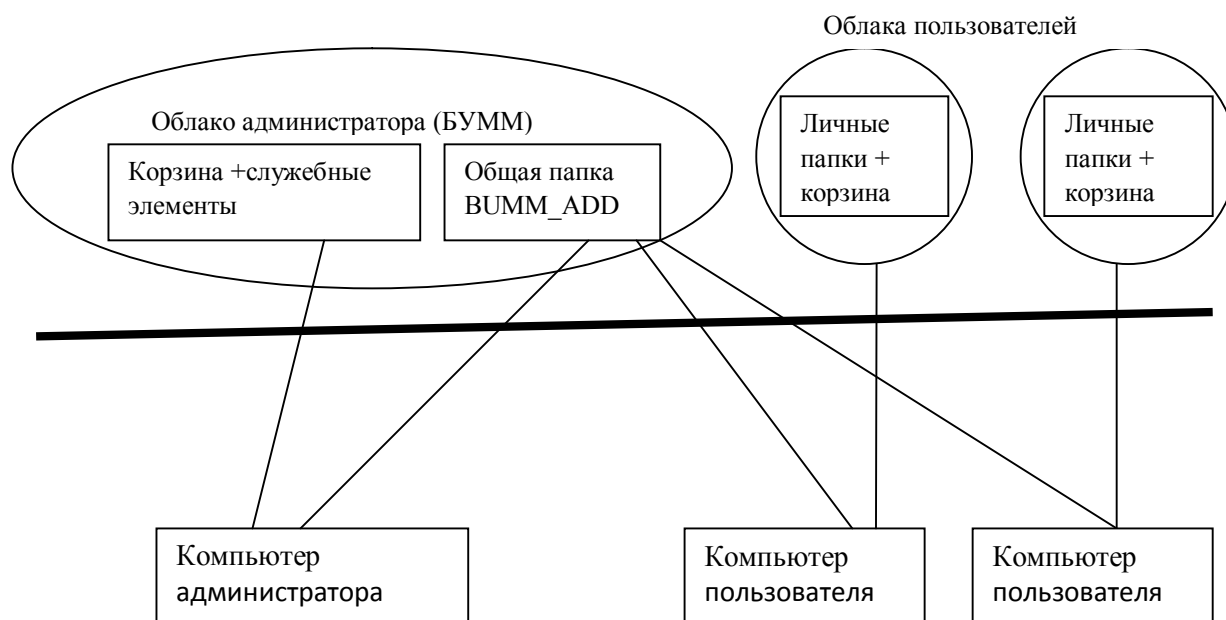 Облака пользователей
Облако администратора (БУММ)
Корзина +служебные
элементы
Общая папка
BUMM_ADD
Личные
папки +
корзина
Личные
папки +
корзина
Компьютер
администратора
Компьютер
пользователя
Компьютер
пользователя